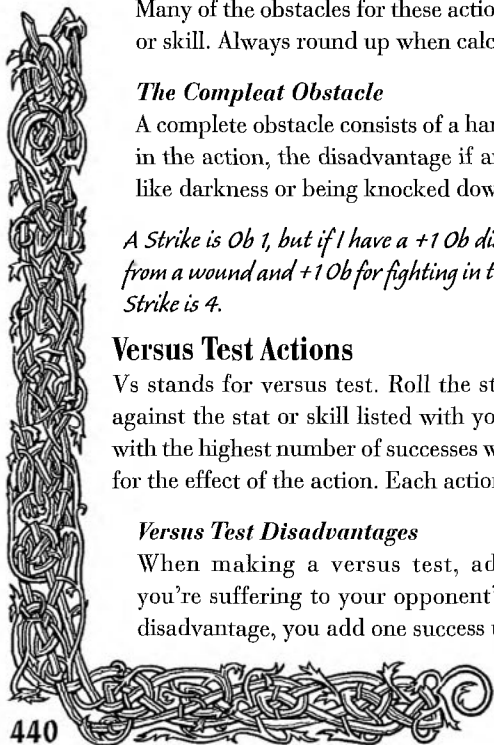 Many of the obstacles for these actio
or skill. Always round up when calc
The Compleat Obstacle
A complete obstacle consists of a har
in the action, the disadvantage if a
like darkness or being knocked dow
A Strike is Ob 1, but if I have a +1 Ob di
from a wound and +1 Ob for fighting in t
Strike is 4.
Versus Test Actions
Vs stands for versus test. Roll the st
against the stat or skill listed with yo
with the highest number of successes w
for the effect of the action. Each action
Versus Test Disadvantages
When making a versus test, ad
you're suffering to your opponent'
disadvantage, you add one success
440